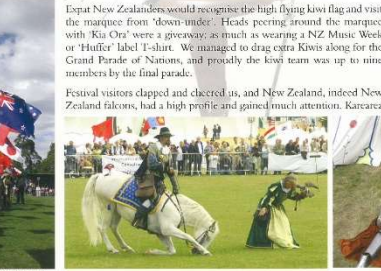 Expat New Zealanders would recognise the high flying kiwi flag and visit
the marquee from 'down-under'. Heads peering around the marquee
with 'Kia Ora' were a giveaway; as much as wearing a NZ Music Week
or 'Huffer' label T-shirt. We managed to drag extra Kiwis along for the
Grand Parade of Nations, and proudly the kiwi team was up to nine
members by the final parade.
Festival visitors clapped and cheered us, and New Zealand, indeed New
Zealand falcons, had a high profile and gained much attention. Karearea